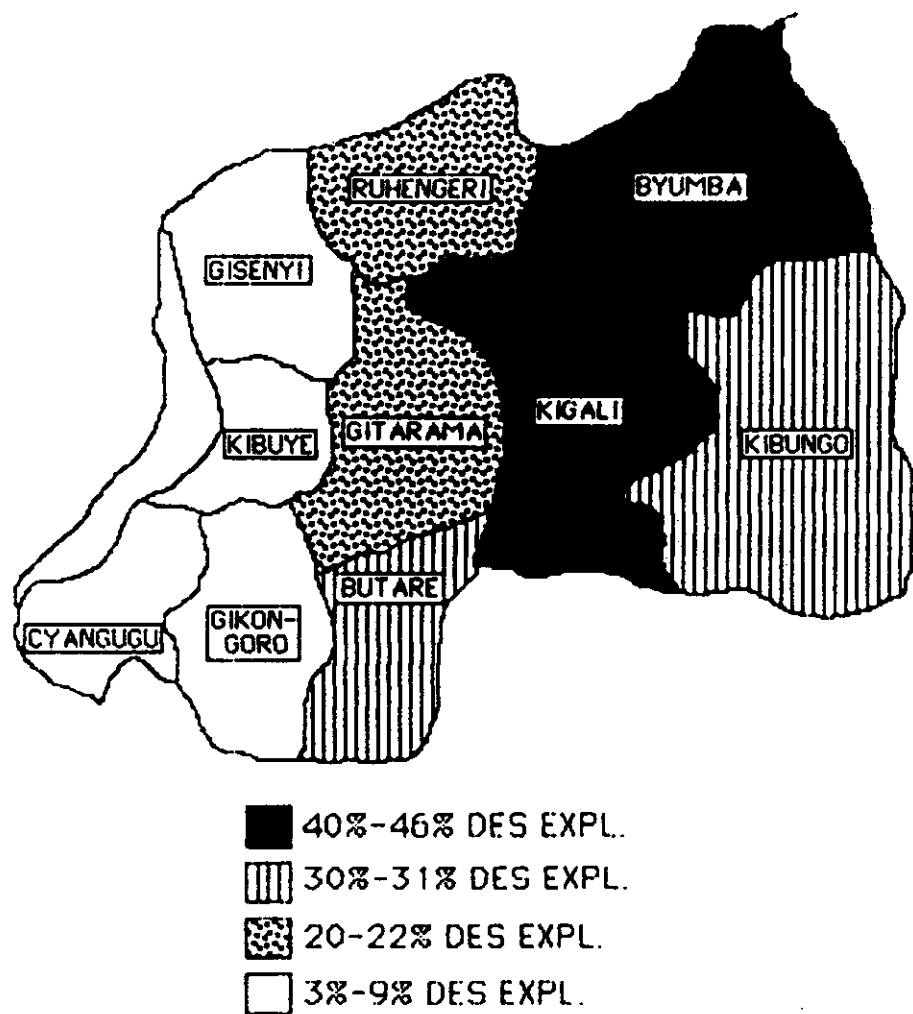 RUHENGERI
BYUMBA
GISENYI
KIBUYE
GITARAMA
KIGALI
KIBUNGO
BUTARE
CYANGUGU
GIKON-
GORO
40%-46% DES EXPL.
30%-31% DES EXPL.
20-22% DES EXPL.
3%-9% DES EXPL.